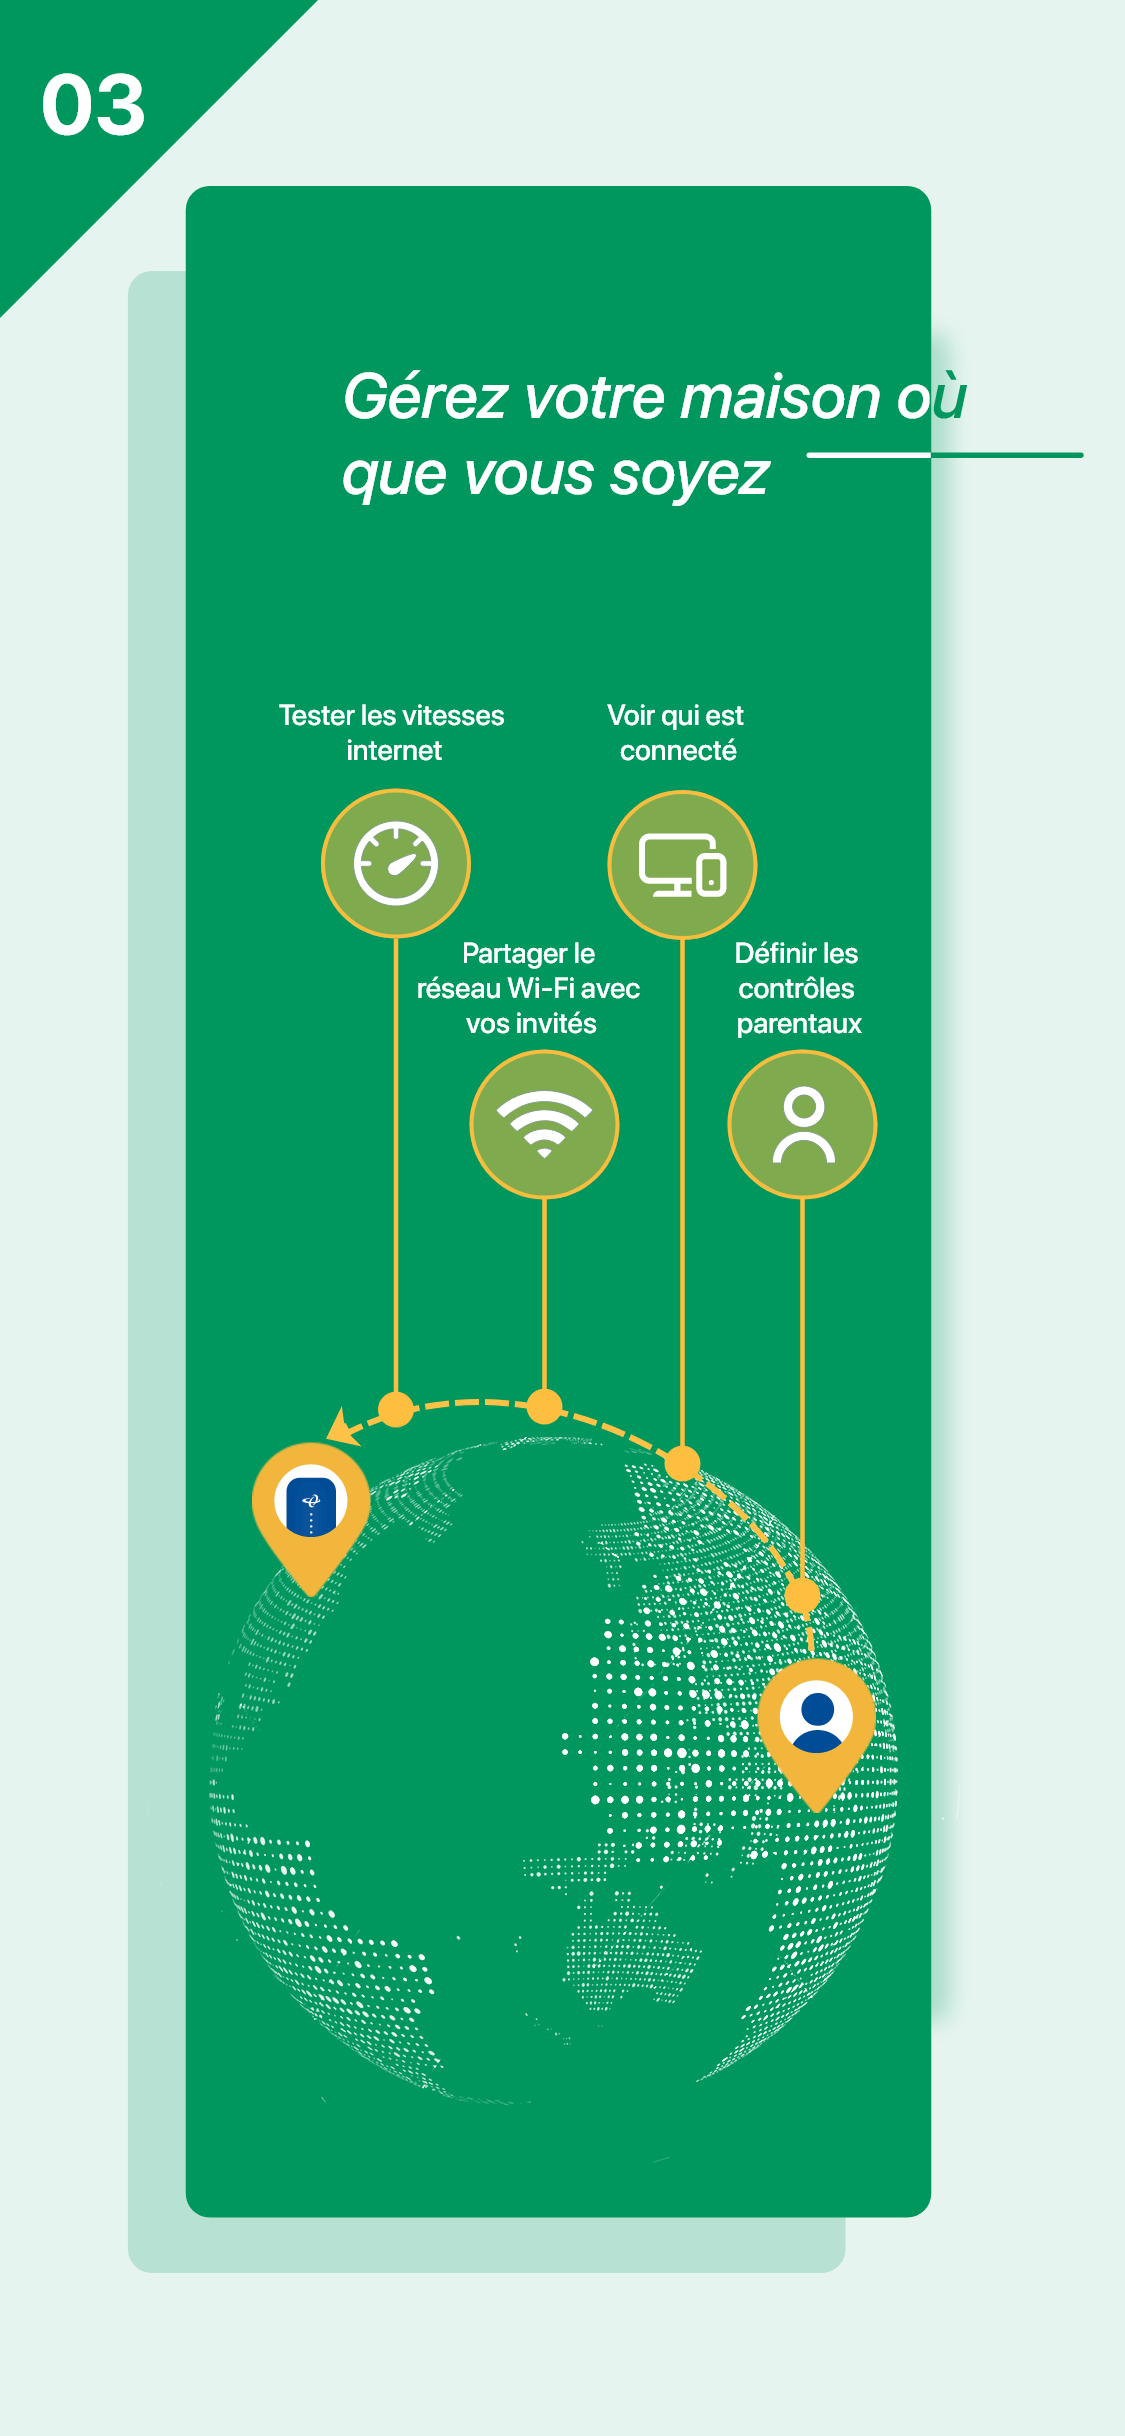 03
Gérez votre maison où
que vous soyez
Tester les vitesses
internet
Voir qui est
connecté
Partager le
réseau Wi-Fi avec
vos invités
Définir les
contrôles
parentaux